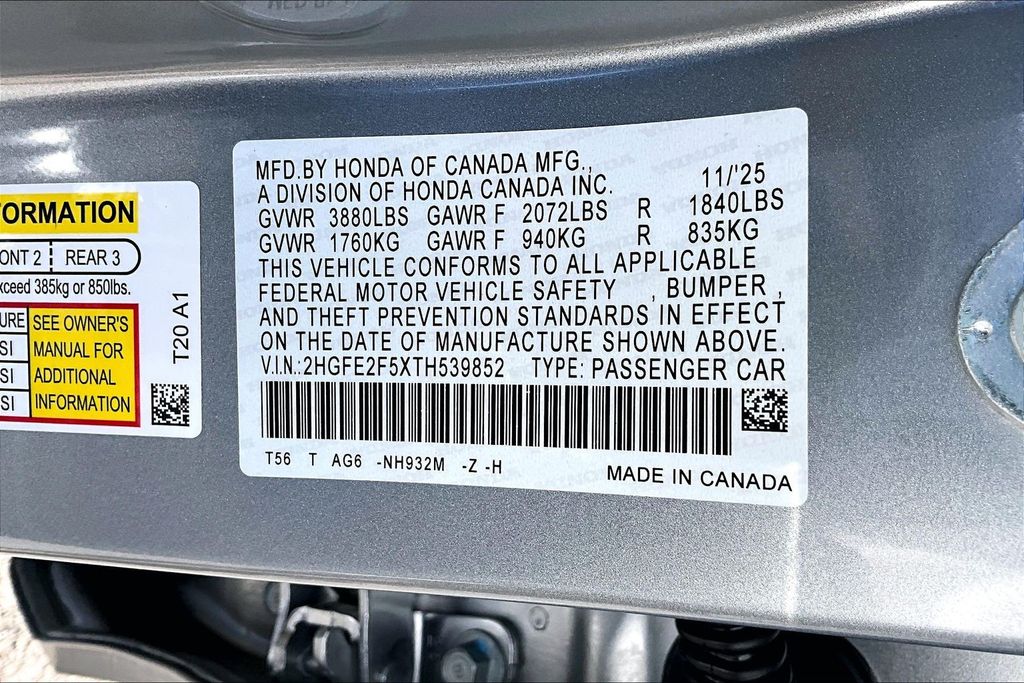 FORMATION
ONT 2 REAR 3
xceed 385kg or 850lbs.
URE SEE OWNER'S
SI MANUAL FOR
SI ADDITIONAL
SI INFORMATION
T20 A1
MFD.BY HONDA OF CANADA MFG.,
A DIVISION OF HONDA CANADA INC. 11/'25
GVWR 3880LBS GAWR F 2072LBS R 1840LBS
GVWR 1760KG GAWR F 940KG R 835KG
THIS VEHICLE CONFORMS TO ALL APPLICABLE
FEDERAL MOTOR VEHICLE SAFETY , BUMPER ,
AND THEFT PREVENTION STANDARDS IN EFFECT
ON THE DATE OF MANUFACTURE SHOWN ABOVE.
V.I.N.:2HGFE2F5XTH539852 TYPE: PASSENGER CAR
T56 T AG6 -NH932M -Z -H
MADE IN CANADA